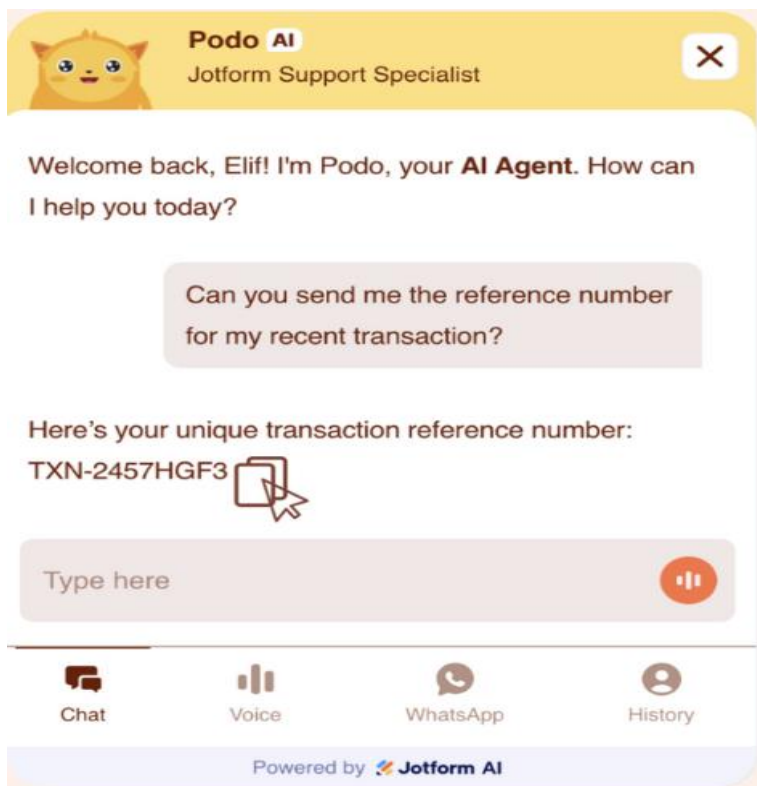 Podo AI
Jotform Support Specialist
Welcome back, Elif! I'm Podo, your AI Agent. How can
I help you today?
Can you send me the reference number
for my recent transaction?
Here’s your unique transaction reference number:
TXN-2457HGF3
Type here
Chat
Voice
WhatsApp
History
Powered by Jotform AI